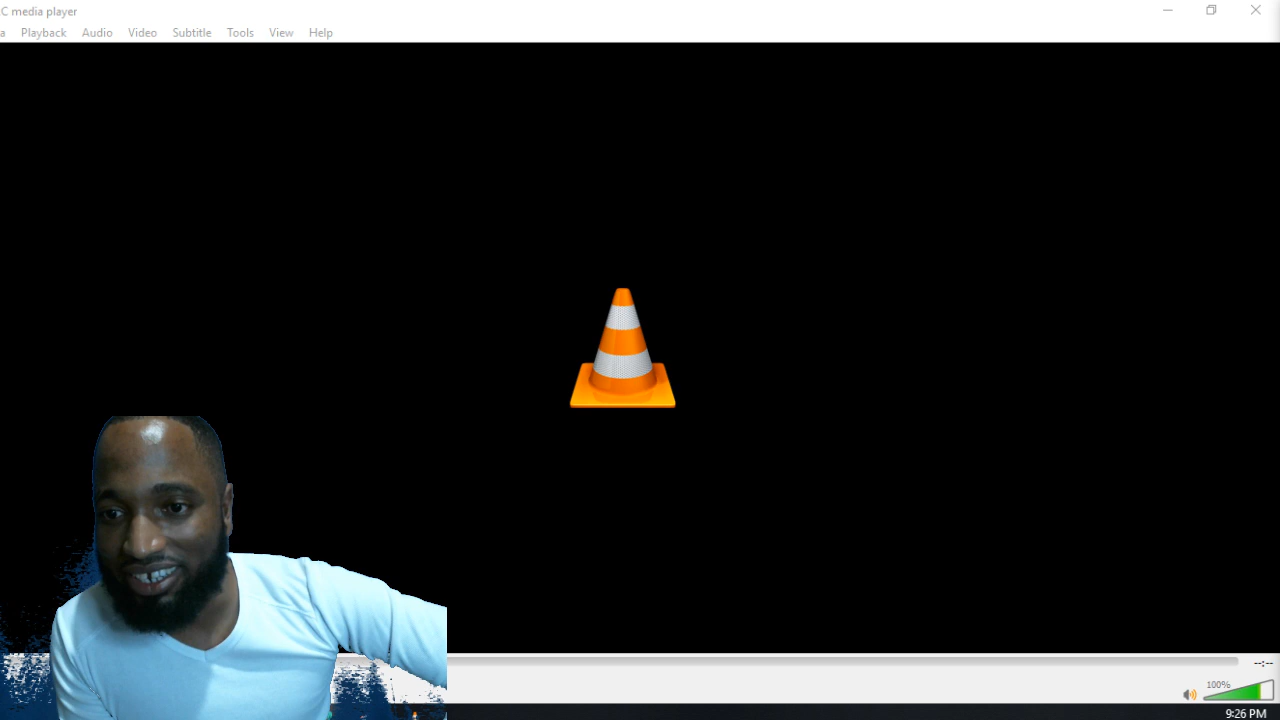 C media player
a Playback Audio Video Subtitle Tools View Help
--:--
100%
9:26 PM